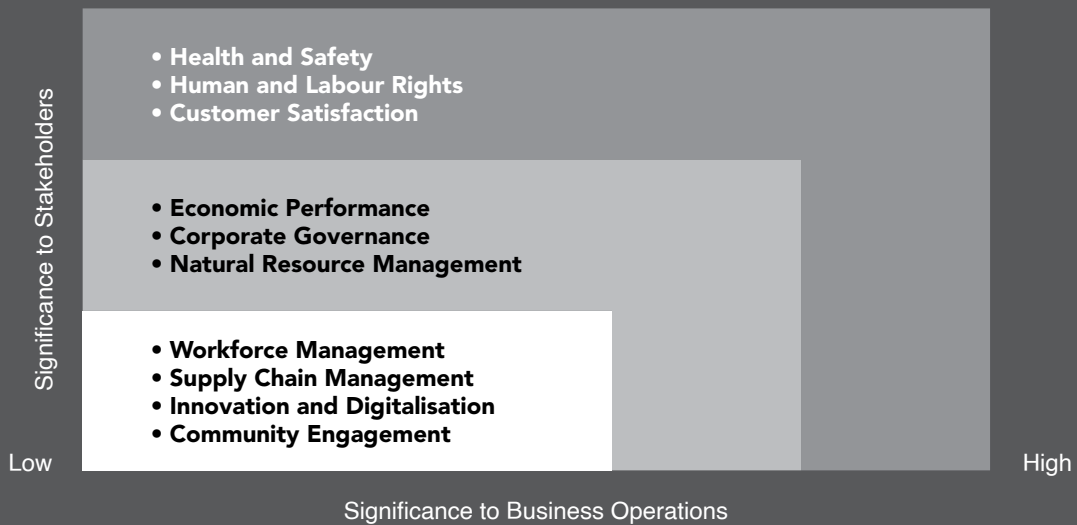 • Health and Safety
• Human and Labour Rights
• Customer Satisfaction
Significance to Stakeholders
• Economic Performance
• Corporate Governance
• Natural Resource Management
• Workforce Management
• Supply Chain Management
• Innovation and Digitalisation
• Community Engagement
Low
High
Significance to Business Operations